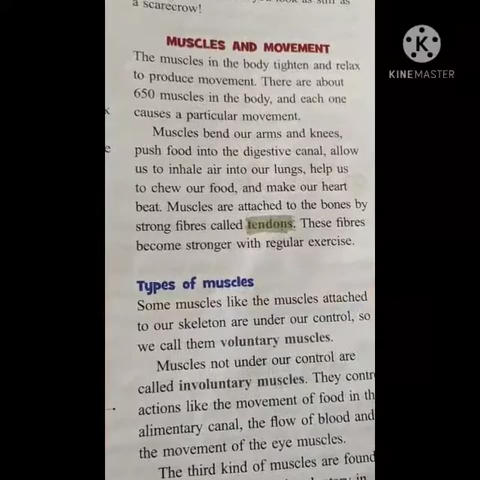 a scarecrow!
KINEMASTER
MUSCLES AND MOVEMENT
The muscles in the body tighten and relax
to produce movement. There are about
650 muscles in the body, and each one
causes a particular movement.
Muscles bend our arms and knees,
push food into the digestive canal, allow
us to inhale air into our lungs, help us
to chew our food, and make our heart
beat. Muscles are attached to the bones by
strong fibres called tendons. These fibres
become stronger with regular exercise.
Types of muscles
Some muscles like the muscles attached
to our skeleton are under our control, so
we call them voluntary muscles.
Muscles not under our control are
called involuntary muscles. They contr
actions like the movement of food in th
alimentary canal, the flow of blood and
the movement of the eye muscles.
The third kind of muscles are found